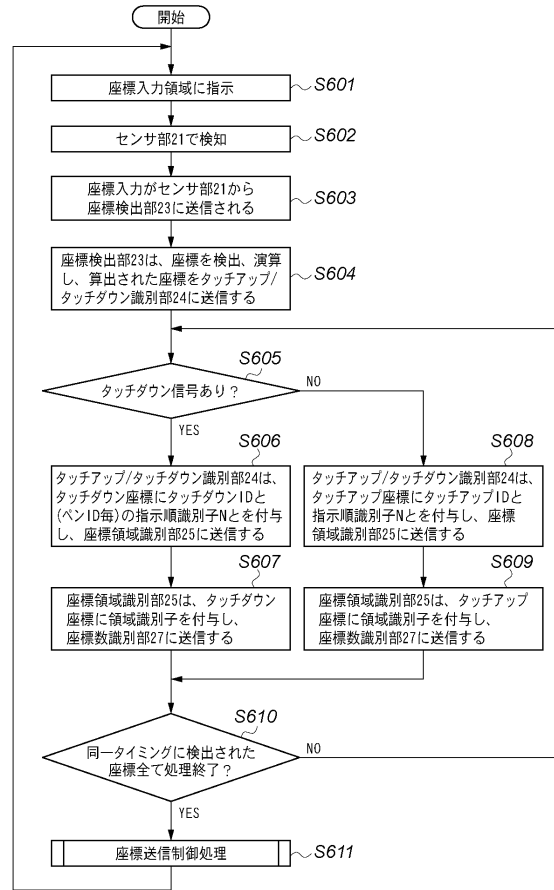 開始
座標入力領域に指示
S601
センサ部21で検知
S602
座標入力がセンサ部21から
座標検出部23に送信される
S603
座標検出部23は、座標を検出、演算
し、算出された座標をタッチアップ/
タッチダウン識別部24に送信する
S604
S605
タッチダウン信号あり？
NO
YES
S606
タッチアップ/タッチダウン識別部24は、
タッチダウン座標にタッチダウンIDと
(ペンID毎)の指示順識別子Nとを付与
し、座標領域識別部25に送信する
S608
タッチアップ/タッチダウン識別部24は、
タッチアップ座標にタッチアップIDと
指示順識別子Nとを付与し、座標
領域識別部25に送信する
S607
座標領域識別部25は、タッチダウン
座標に領域識別子を付与し、
座標数識別部27に送信する
S609
座標領域識別部25は、タッチアップ
座標に領域識別子を付与し、
座標数識別部27に送信する
S610
同一タイミングに検出された
座標全て処理終了？
NO
YES
座標送信制御処理
S611